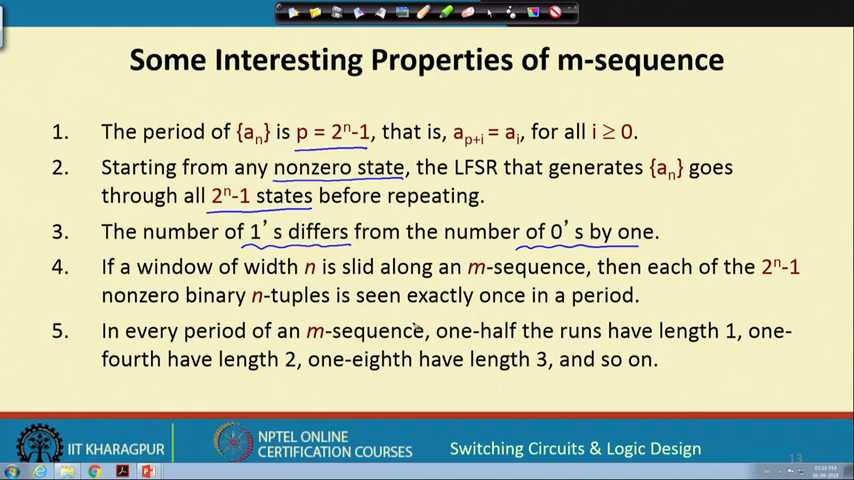 Some Interesting Properties of m-sequence
1. The period of {aₙ} is p = 2ⁿ-1, that is, aₚ₊ᵢ = aᵢ, for all i ≥ 0.
2. Starting from any nonzero state, the LFSR that generates {aₙ} goes
through all 2ⁿ-1 states before repeating.
3. The number of 1's differs from the number of 0's by one.
4. If a window of width n is slid along an m-sequence, then each of the 2ⁿ-1
nonzero binary n-tuples is seen exactly once in a period.
5. In every period of an m-sequence, one-half the runs have length 1, one-
fourth have length 2, one-eighth have length 3, and so on.
IIT KHARAGPUR
NPTEL ONLINE
CERTIFICATION COURSES
Switching Circuits & Logic Design
13